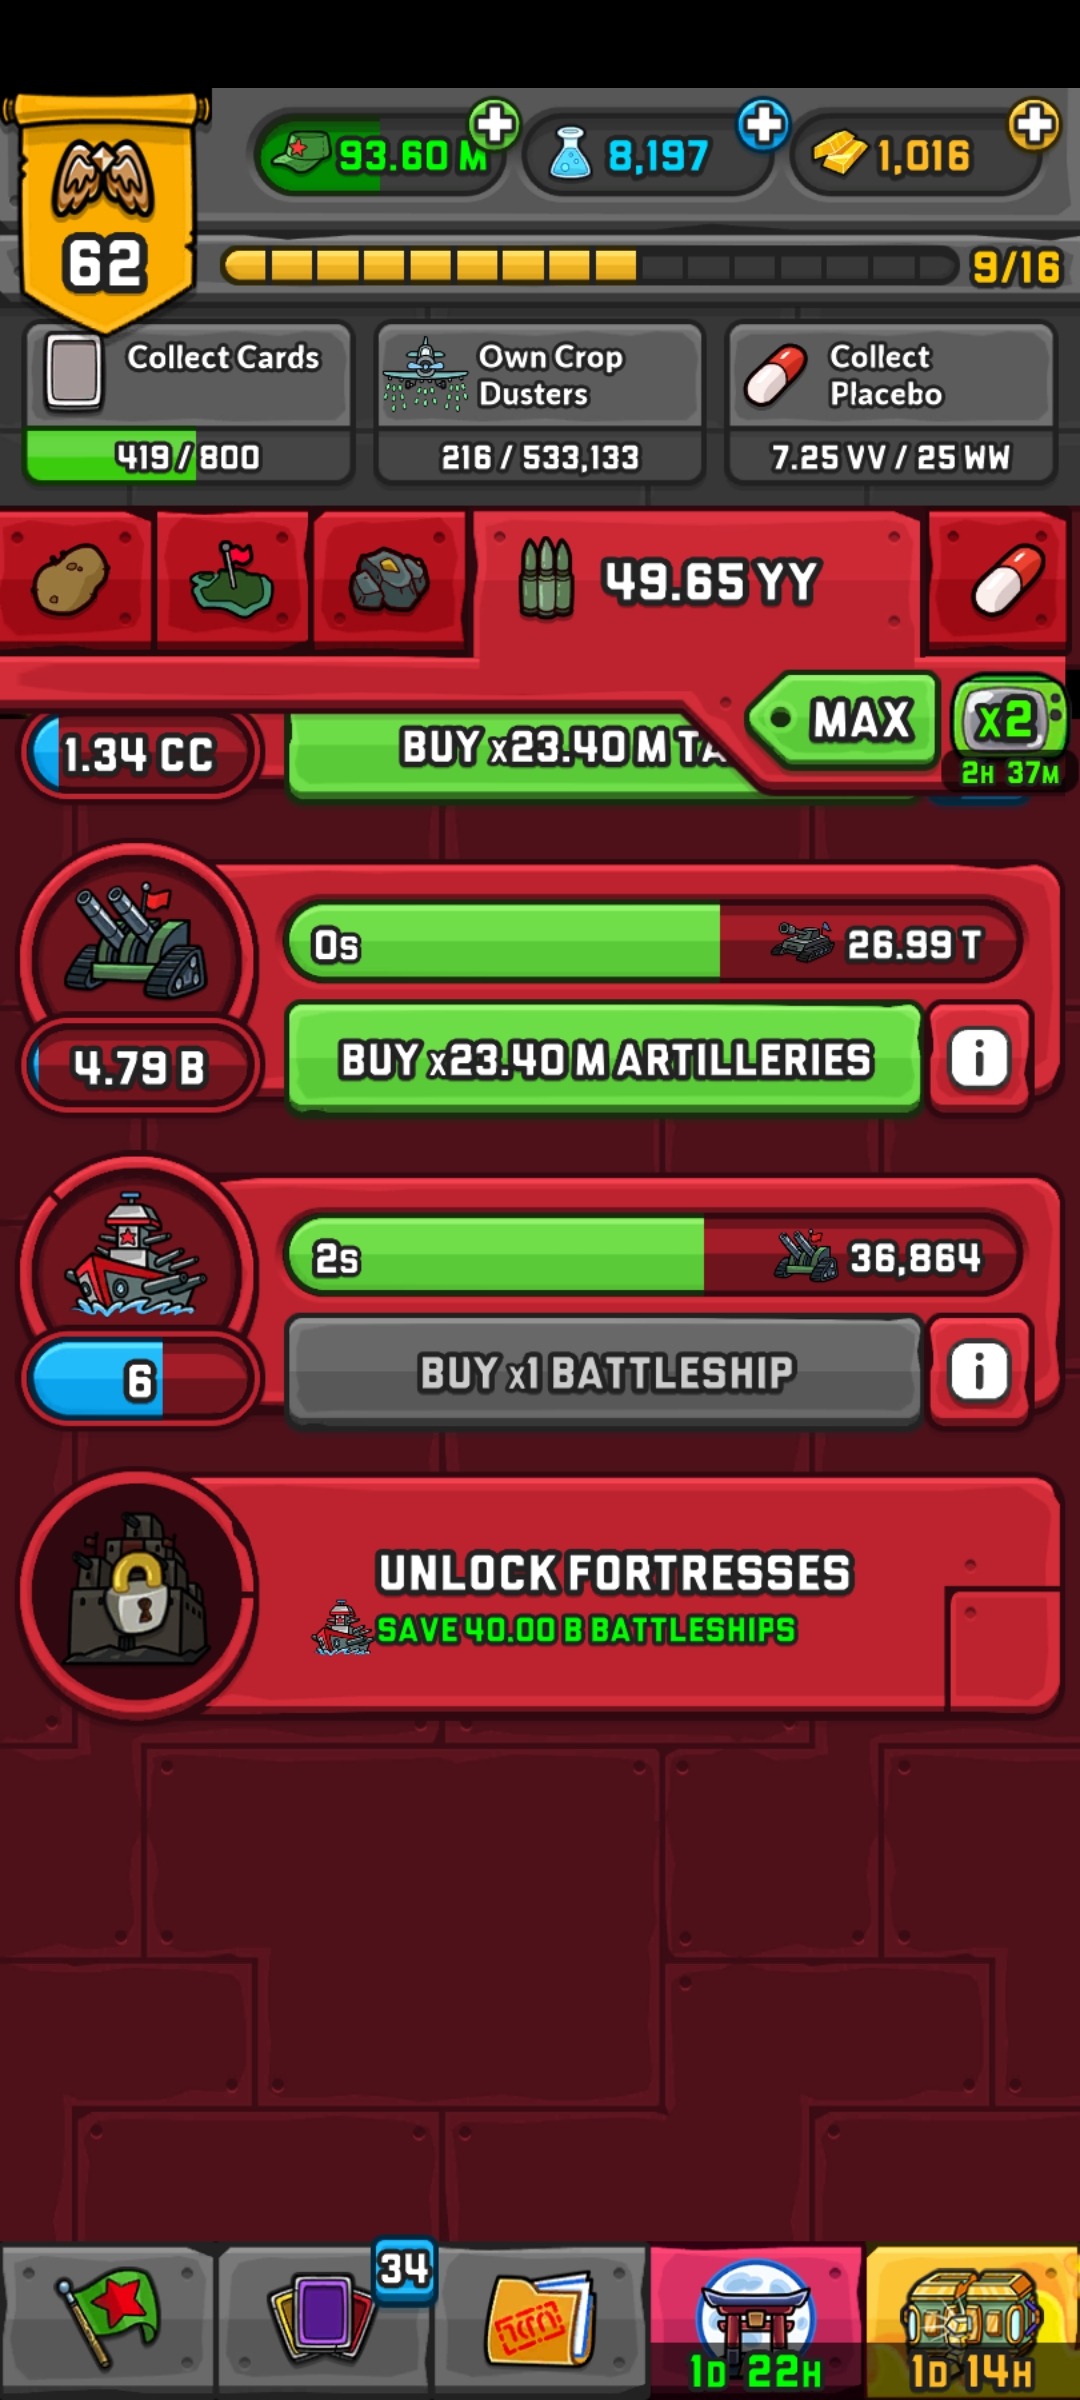 93.60 M
8,197
1,016
62
9/16
Collect Cards
419 / 800
Own Crop
Dusters
216 / 533,133
Collect
Placebo
7.25 VV / 25 WW
49.65 YY
MAX
x2
2H 37M
1.34 CC
BUY x23.40 M TA
0s
26.99 T
4.79 B
BUY x23.40 M ARTILLERIES
i
2s
36,864
6
BUY x1 BATTLESHIP
i
UNLOCK FORTRESSES
SAVE 40.00 B BATTLESHIPS
34
1D 22H
1D 14H